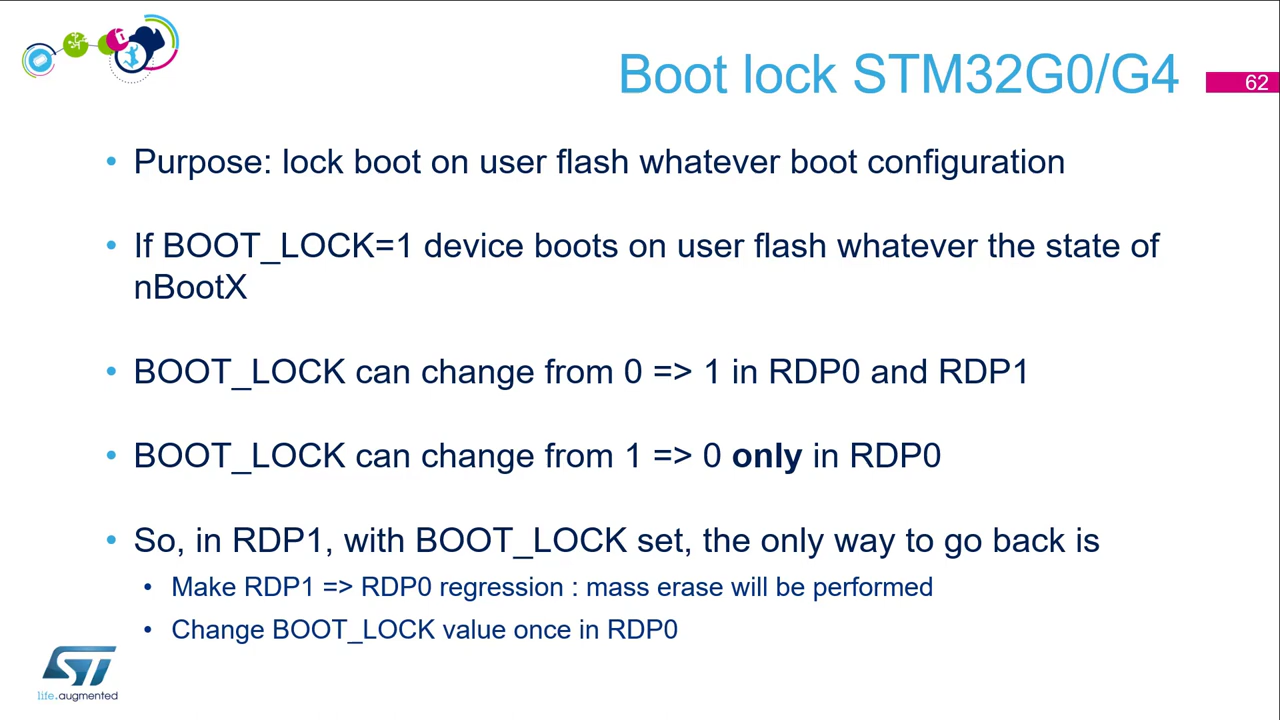 Boot lock STM32G0/G4
62
• Purpose: lock boot on user flash whatever boot configuration
• If BOOT_LOCK=1 device boots on user flash whatever the state of
nBootX
• BOOT_LOCK can change from 0 => 1 in RDP0 and RDP1
• BOOT_LOCK can change from 1 => 0 only in RDP0
• So, in RDP1, with BOOT_LOCK set, the only way to go back is
• Make RDP1 => RDP0 regression : mass erase will be performed
• Change BOOT_LOCK value once in RDP0
ST
life.augmented